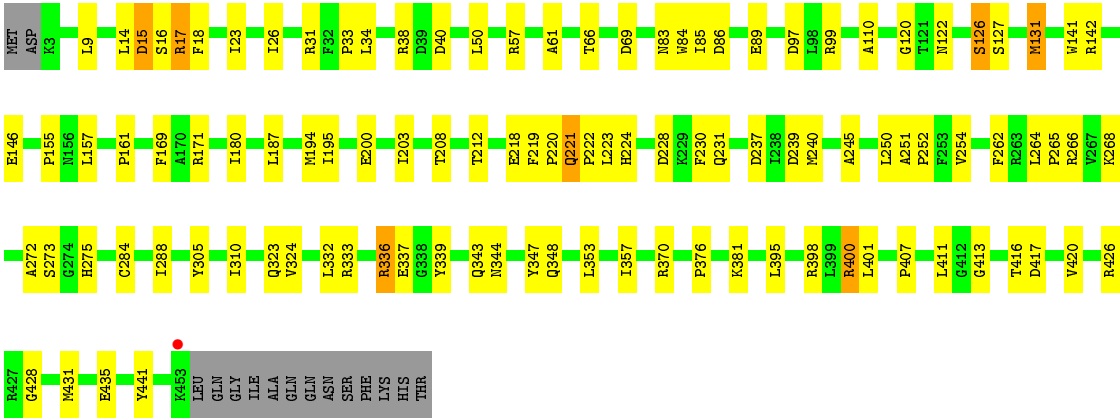 MET ASP K3 L9 L14 D15 S16 R17 F18 I23 I26 R31 F32 P33 L34 R38 D39 D40 L50 R57 A61 T66 D69 N83 W84 I85 D86 E89 D97 L98 R99 A110 G120 T121 N122 S126 S127 M131 W141 R142
E146 P155 N156 L157 P161 F169 A170 R171 I180 L187 M194 I195 E200 I203 T208 T212 E218 F219 P220 Q221 P222 L223 H224 D228 K229 F230 Q231 D237 I238 D239 M240 A245 L250 A251 P252 F253 V254 F262 R263 L264 P265 R266 V267 K268
A272 S273 G274 H275 C284 I288 Y305 I310 Q323 V324 L332 R333 R336 E337 G338 Y339 Q343 N344 Y347 Q348 L353 I357 R370 P376 K381 L395 R398 L399 R400 L401 P407 L411 G412 G413 T416 D417 V420 R426
R427 G428 M431 E435 Y441 K453 LEU GLN GLY ILE ALA GLN GLN ASN SER PHE LYS HIS THR